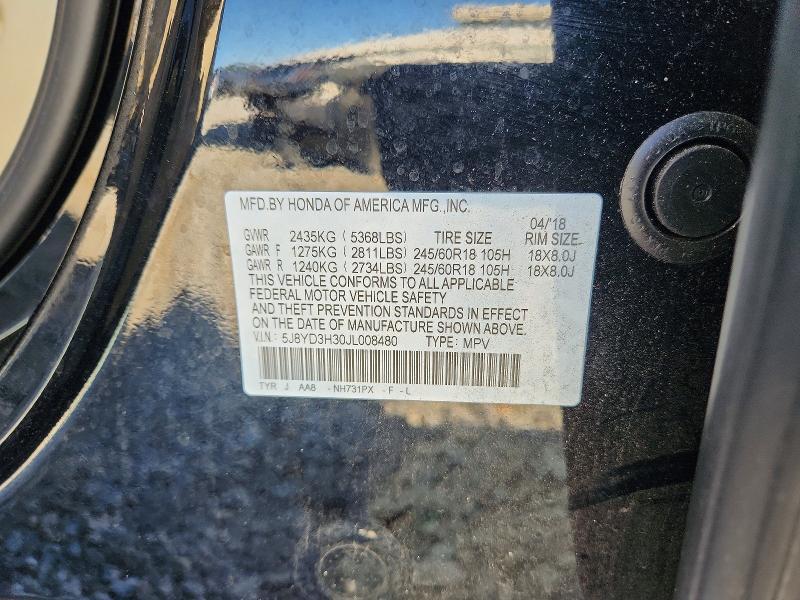 MFD.BY HONDA OF AMERICA MFG.,INC.
04/'18
GVWR 2435KG ( 5368LBS) TIRE SIZE RIM SIZE
GAWR F 1275KG ( 2811LBS) 245/60R18 105H 18X8.0J
GAWR R 1240KG ( 2734LBS) 245/60R18 105H 18X8.0J
THIS VEHICLE CONFORMS TO ALL APPLICABLE
FEDERAL MOTOR VEHICLE SAFETY
AND THEFT PREVENTION STANDARDS IN EFFECT
ON THE DATE OF MANUFACTURE SHOWN ABOVE.
V.I.N.: 5J8YD3H30JL008480 TYPE: MPV
TYR J AA8 -NH731PX -F -L